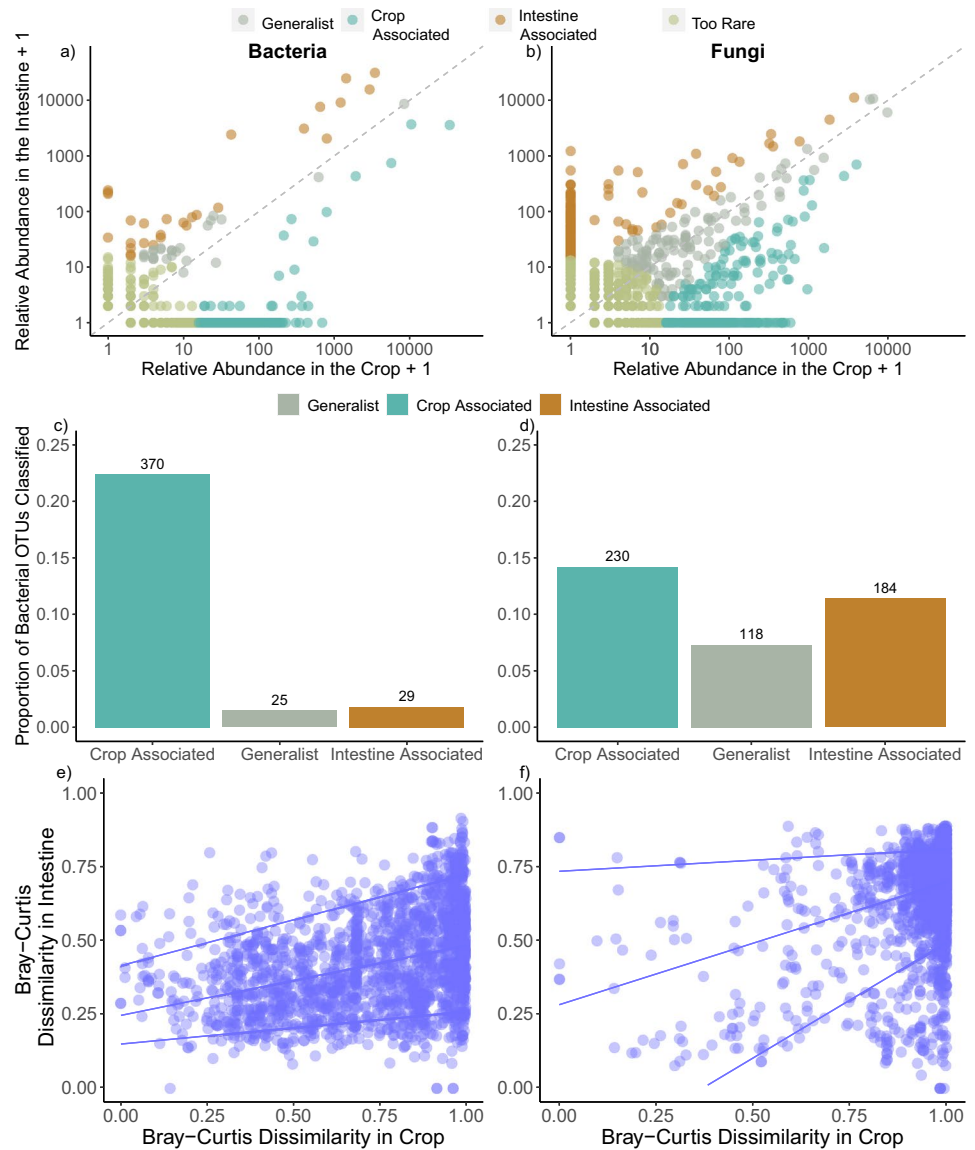 Generalist
Crop
Associated
Intestine
Associated
Too Rare
a)
Bacteria
b)
Fungi
Relative Abundance in the Intestine + 1
10000
1000
100
10
1
10000
1000
100
10
1
1
10
100
1000
10000
1
10
100
1000
10000
Relative Abundance in the Crop + 1
Relative Abundance in the Crop + 1
Generalist
Crop Associated
Intestine Associated
c)
d)
Proportion of Bacterial OTUs Classified
0.25
0.20
0.15
0.10
0.05
0.00
370
25
29
0.25
0.20
0.15
0.10
0.05
0.00
230
118
184
Crop Associated
Generalist
Intestine Associated
Crop Associated
Generalist
Intestine Associated
e)
f)
Bray−Curtis
Dissimilarity in Intestine
1.00
0.75
0.50
0.25
0.00
1.00
0.75
0.50
0.25
0.00
0.00
0.25
0.50
0.75
1.00
0.00
0.25
0.50
0.75
1.00
Bray−Curtis Dissimilarity in Crop
Bray−Curtis Dissimilarity in Crop